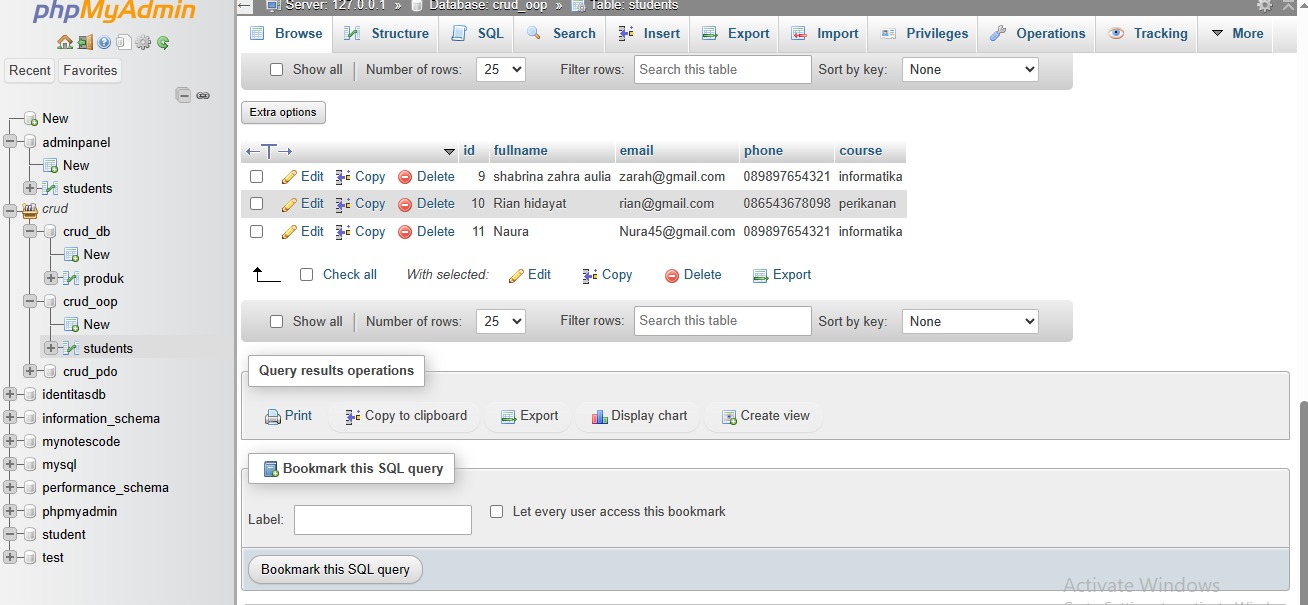 phpMyAdmin
Recent Favorites
New
adminpanel
New
students
crud
crud_db
New
produk
crud_oop
New
students
crud_pdo
identitasdb
information_schema
mynotescode
mysql
performance_schema
phpmyadmin
student
test
Server: 127.0.0.1 » Database: crud_oop » Table: students
Browse Structure SQL Search Insert Export Import Privileges Operations Tracking More
Show all Number of rows: 25 Filter rows: Search this table Sort by key: None
Extra options
id fullname email phone course
Edit Copy Delete 9 shabrina zahra aulia zarah@gmail.com 089897654321 informatika
Edit Copy Delete 10 Rian hidayat rian@gmail.com 086543678098 perikanan
Edit Copy Delete 11 Naura Nura45@gmail.com 089897654321 informatika
Check all With selected: Edit Copy Delete Export
Show all Number of rows: 25 Filter rows: Search this table Sort by key: None
Query results operations
Print Copy to clipboard Export Display chart Create view
Bookmark this SQL query
Label: Let every user access this bookmark
Bookmark this SQL query
Activate Windows